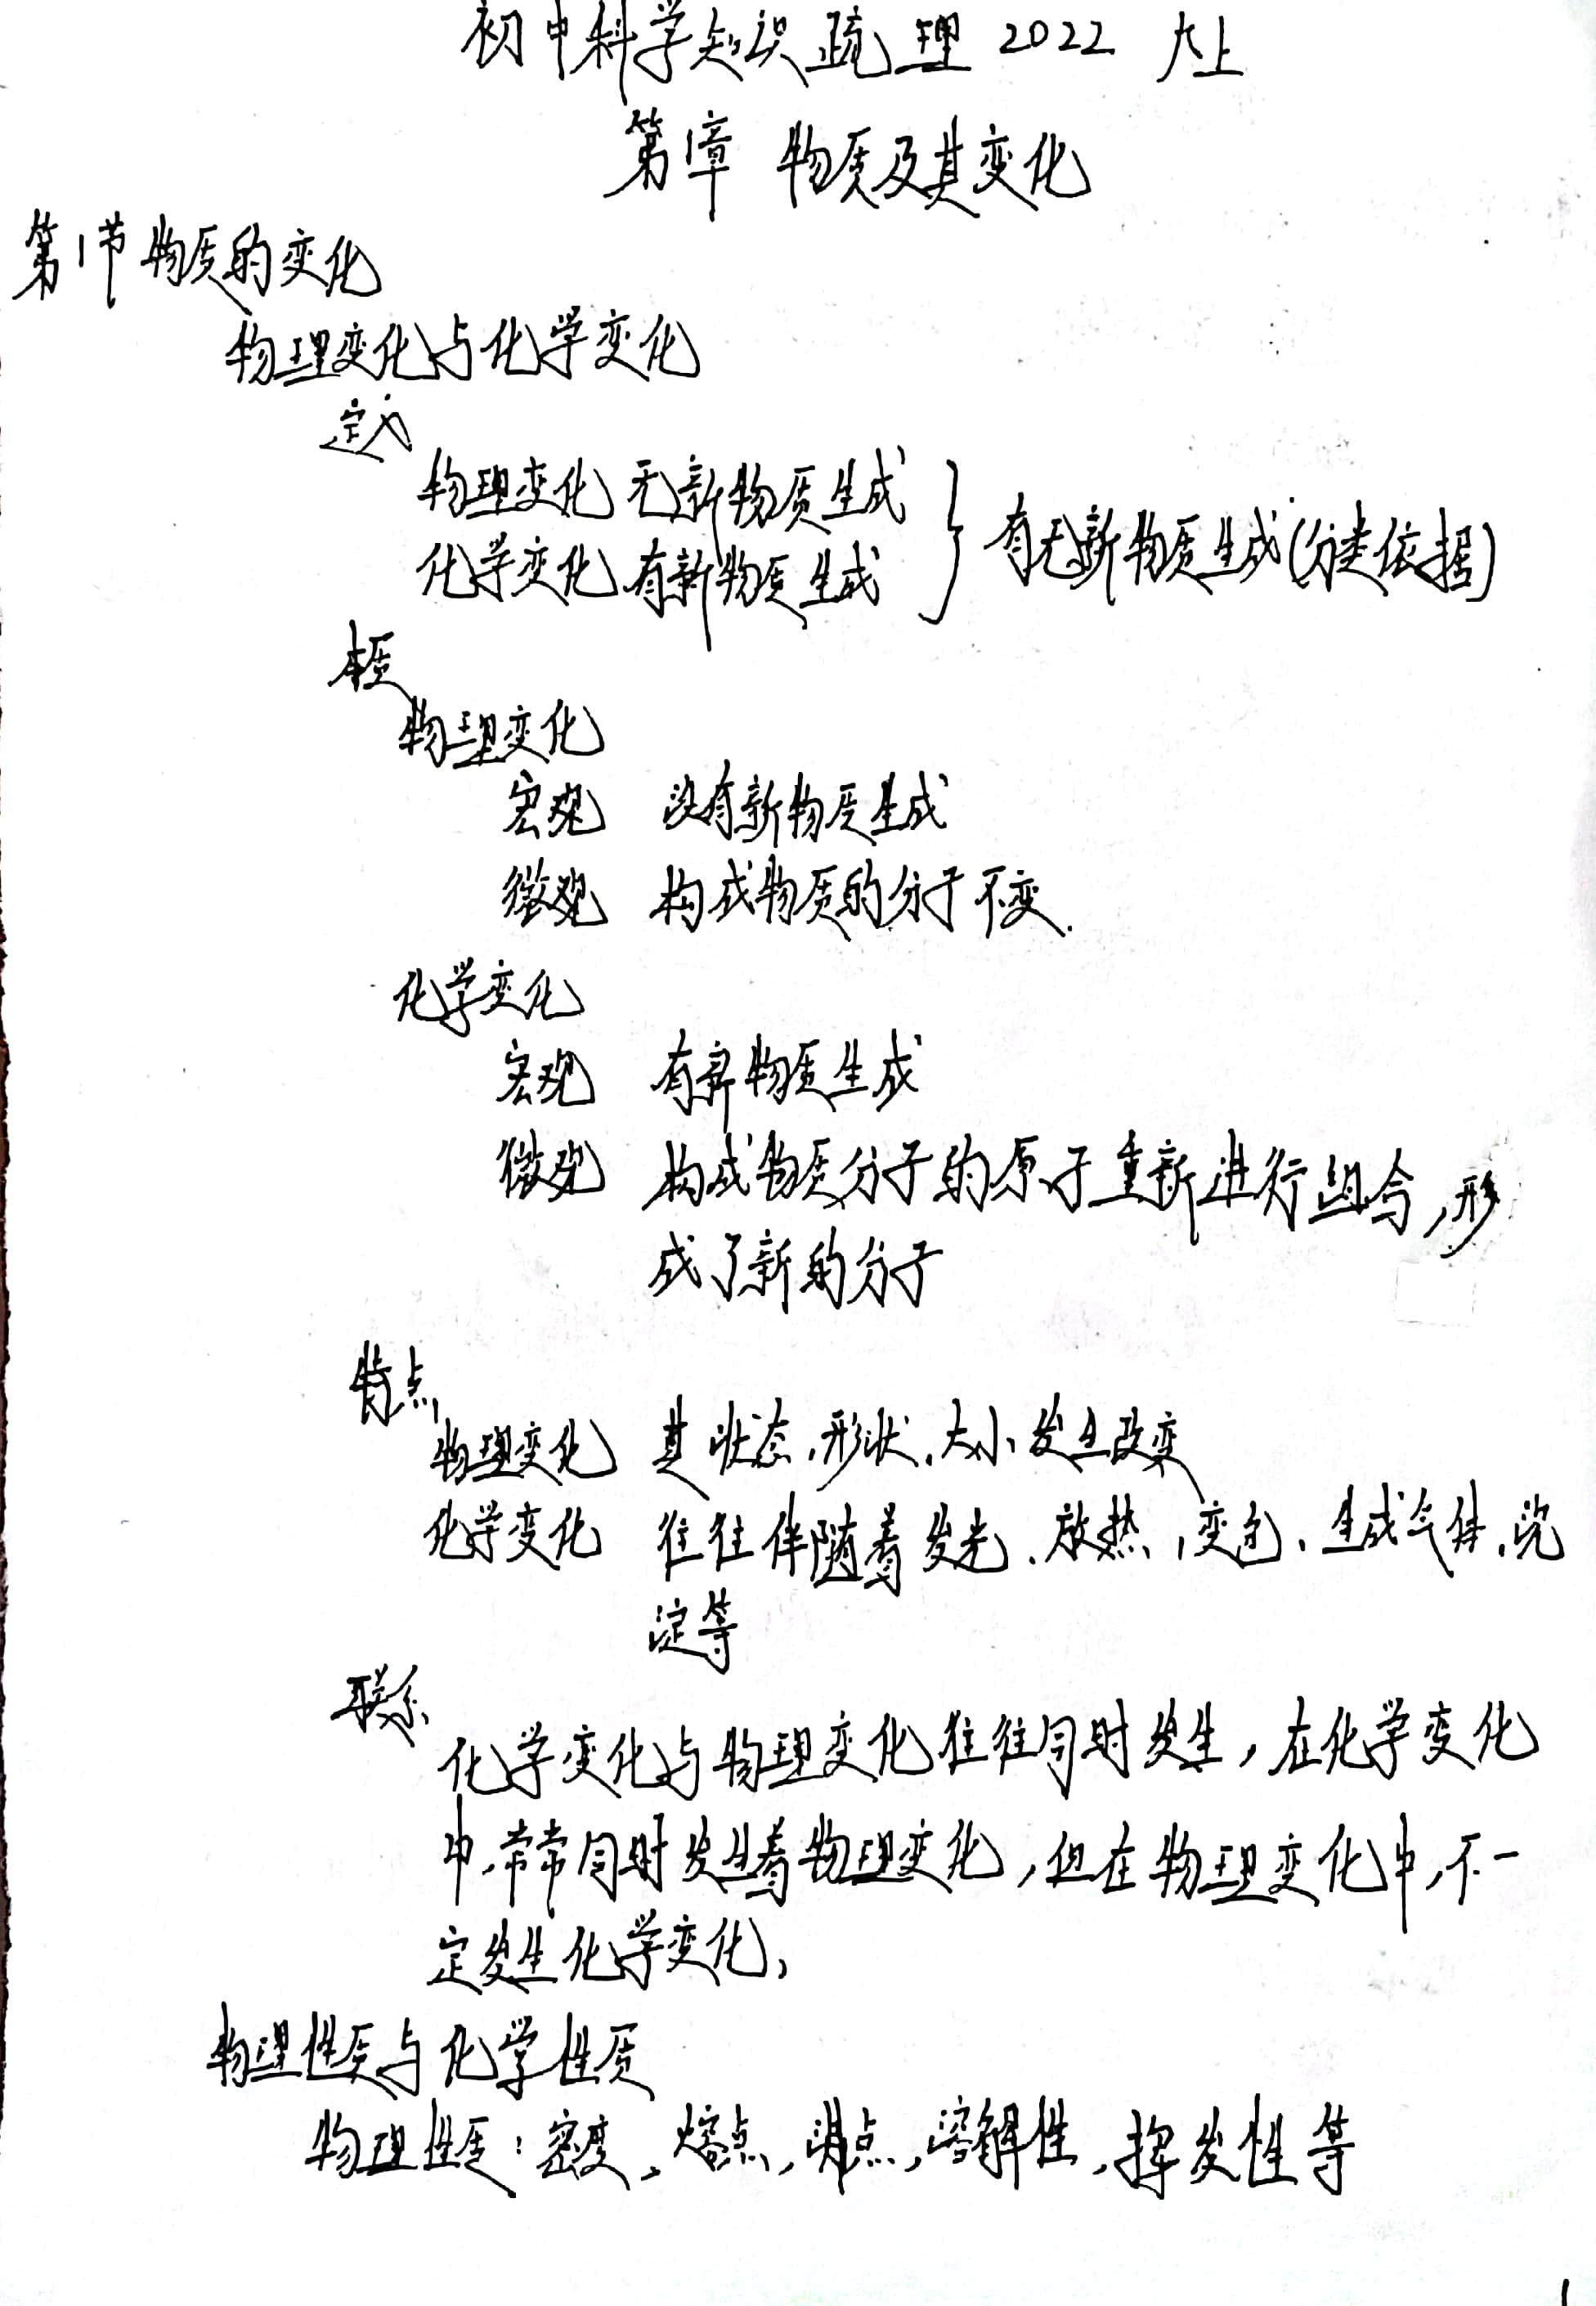 初中科学知识疏理 2022 九上
第1章 物质及其变化
第1节 物质的变化
物理变化与化学变化
定义
物理变化 无新物质生成
化学变化 有新物质生成 } 有无新物质生成(分类依据)
本质
物理变化
宏观 没有新物质生成
微观 构成物质的分子不变.
化学变化
宏观 有新物质生成
微观 构成物质分子的原子重新进行组合,形
成了新的分子
特点
物理变化 其状态、形状、大小发生改变
化学变化 往往伴随着发光、放热、变色、生成气体、沉
淀等
联系
化学变化与物理变化往往同时发生,在化学变化
中,常常同时发生着物理变化,但在物理变化中,不一
定发生化学变化,
物理性质与化学性质
物理性质:密度、熔点,沸点,溶解性,挥发性等
1